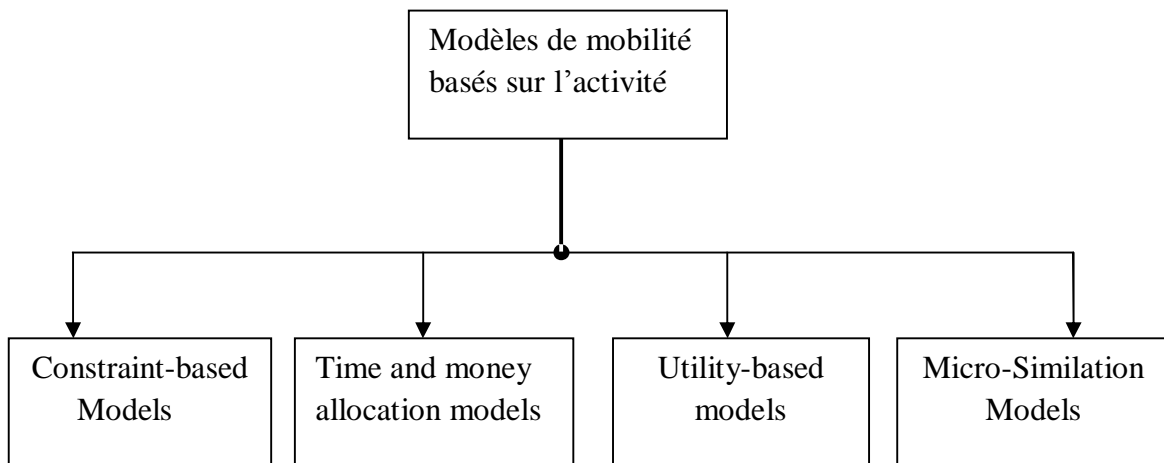 Modèles de mobilité
basés sur l’activité
Constraint-based
Models
Time and money
allocation models
Utility-based
models
Micro-Similation
Models